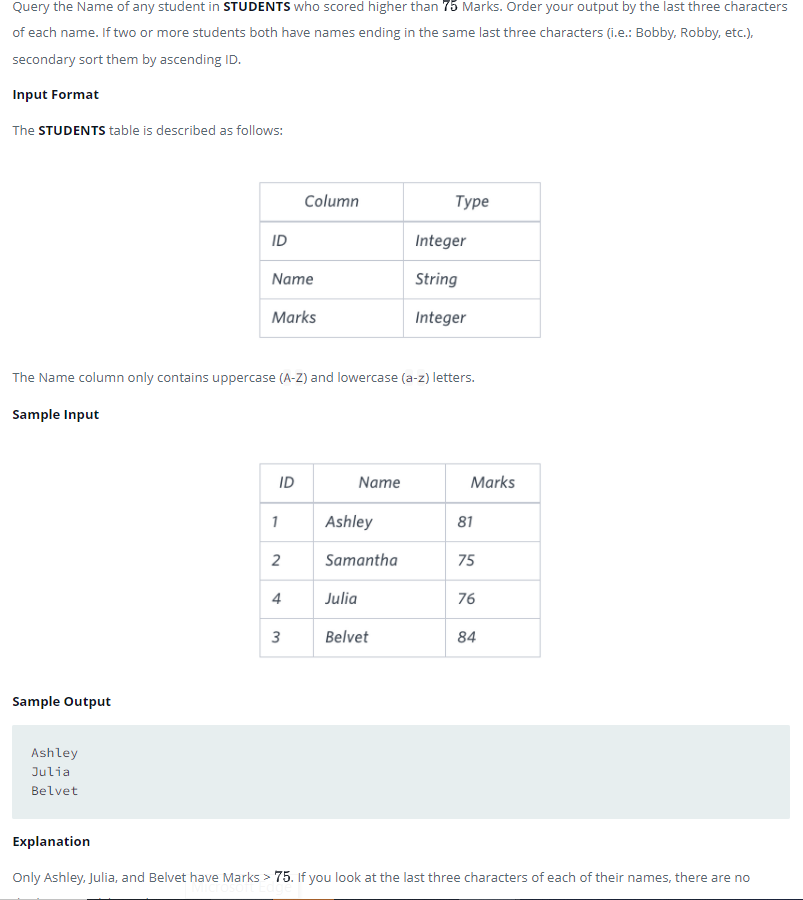 Query the Name of any student in STUDENTS who scored higher than 75 Marks. Order your output by the last three characters
of each name. If two or more students both have names ending in the same last three characters (i.e.: Bobby, Robby, etc.),
secondary sort them by ascending ID.
Input Format
The STUDENTS table is described as follows:
Column Type
ID Integer
Name String
Marks Integer
The Name column only contains uppercase (A-Z) and lowercase (a-z) letters.
Sample Input
ID Name Marks
1 Ashley 81
2 Samantha 75
4 Julia 76
3 Belvet 84
Sample Output
Ashley
Julia
Belvet
Explanation
Only Ashley, Julia, and Belvet have Marks > 75. If you look at the last three characters of each of their names, there are no